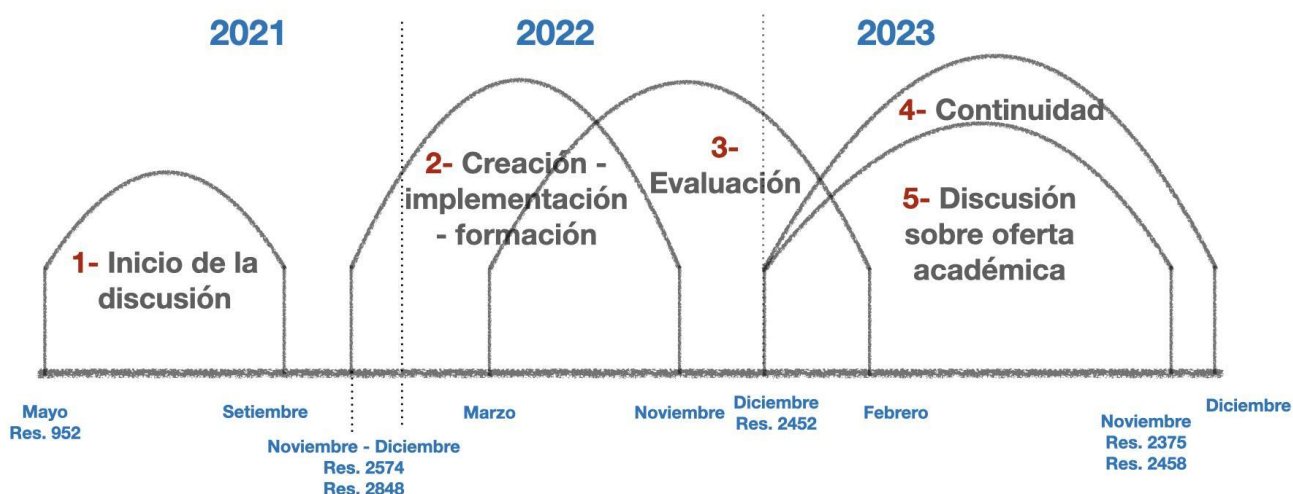 2021
2022
2023
1- Inicio de la
discusión
2- Creación -
implementación
- formación
3-
Evaluación
4- Continuidad
5- Discusión
sobre oferta
académica
Mayo
Res. 952
Setiembre
Noviembre - Diciembre
Res. 2574
Res. 2848
Marzo
Noviembre
Diciembre
Res. 2452
Febrero
Noviembre
Res. 2375
Res. 2458
Diciembre